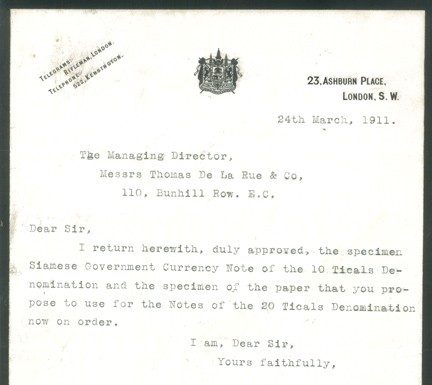 TELEGRAMS:
RIFLEMAN, LONDON.
TELEPHONE:
KENSINGTON.
23, ASHBURN PLACE,
LONDON, S. W.
24th March, 1911.
The Managing Director,
Messrs Thomas De La Rue & Co,
110, Bunhill Row. E.C.
Dear Sir,
I return herewith, duly approved, the specimen
Siamese Government Currency Note of the 10 Ticals De-
nomination and the specimen of the paper that you pro-
pose to use for the Notes of the 20 Ticals Denomination
now on order.
I am, Dear Sir,
Yours faithfully,